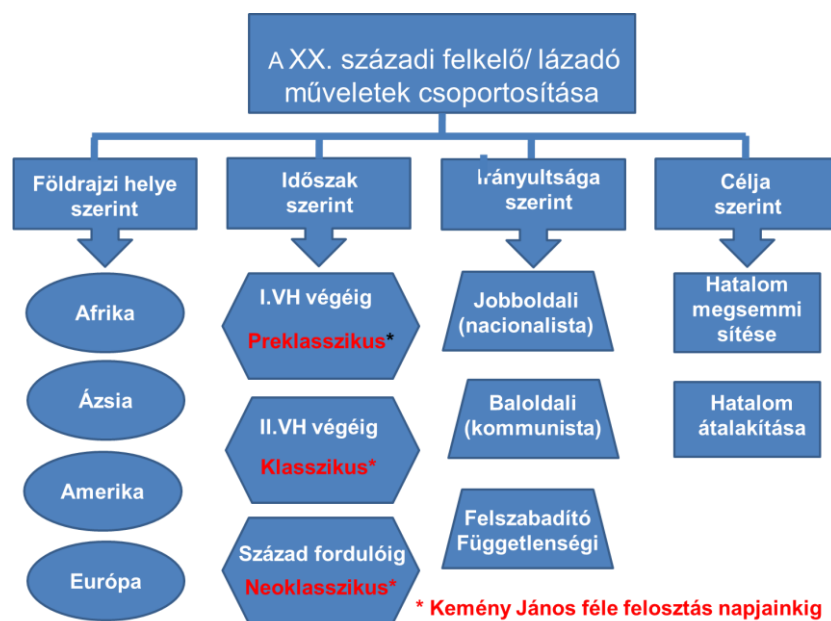 A XX. századi felkelő/ lázadó
műveletek csoportosítása
Földrajzi helye
szerint
Afrika
Ázsia
Amerika
Európa
Időszak
szerint
I.VH végéig
Preklasszikus*
II.VH végéig
Klasszikus*
Század fordulóig
Neoklasszikus*
Irányultsága
szerint
Jobboldali
(nacionalista)
Baloldali
(kommunista)
Felszabadító
Függetlenségi
Célja
szerint
Hatalom
megsemmi
sítése
Hatalom
átalakítása
* Kemény János féle felosztás napjainkig